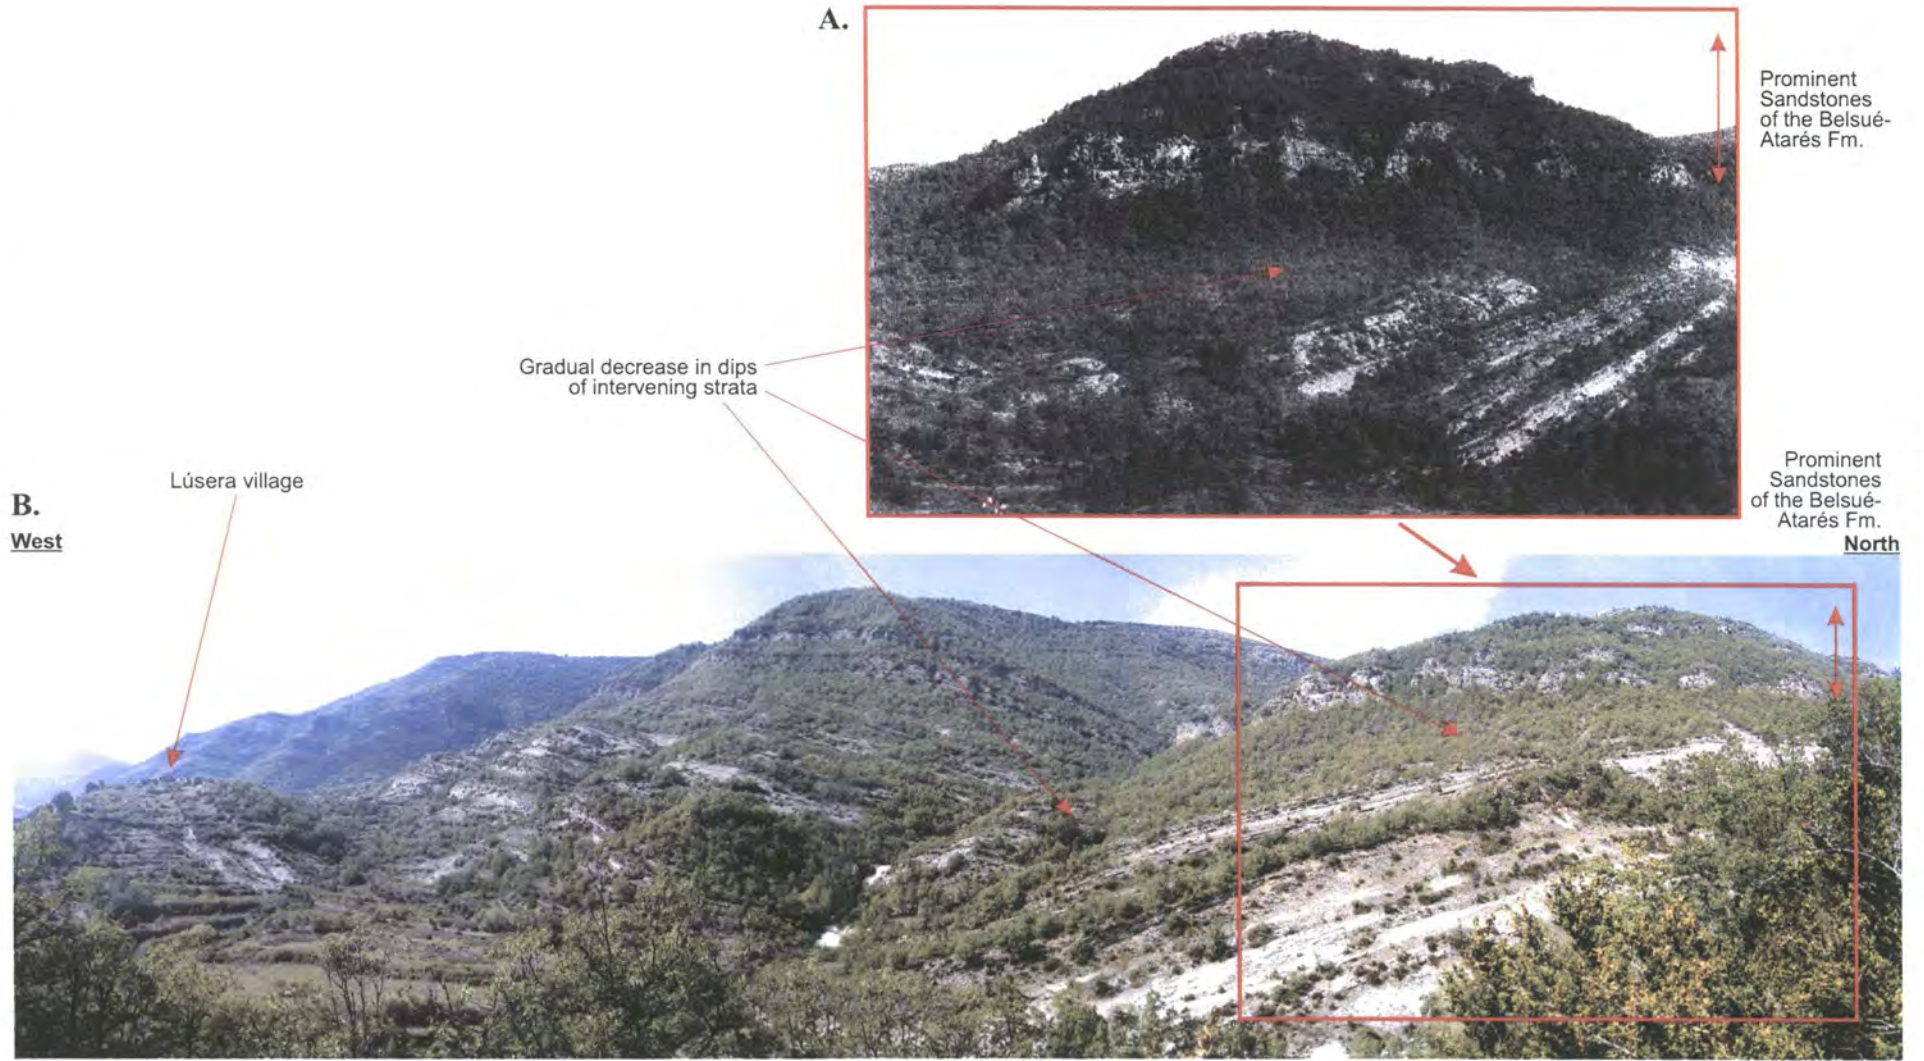 A.
Prominent
Sandstones
of the Belsué-
Atarés Fm.
Gradual decrease in dips
of intervening strata
Lúsera village
B.
West
Prominent
Sandstones
of the Belsué-
Atarés Fm.
North